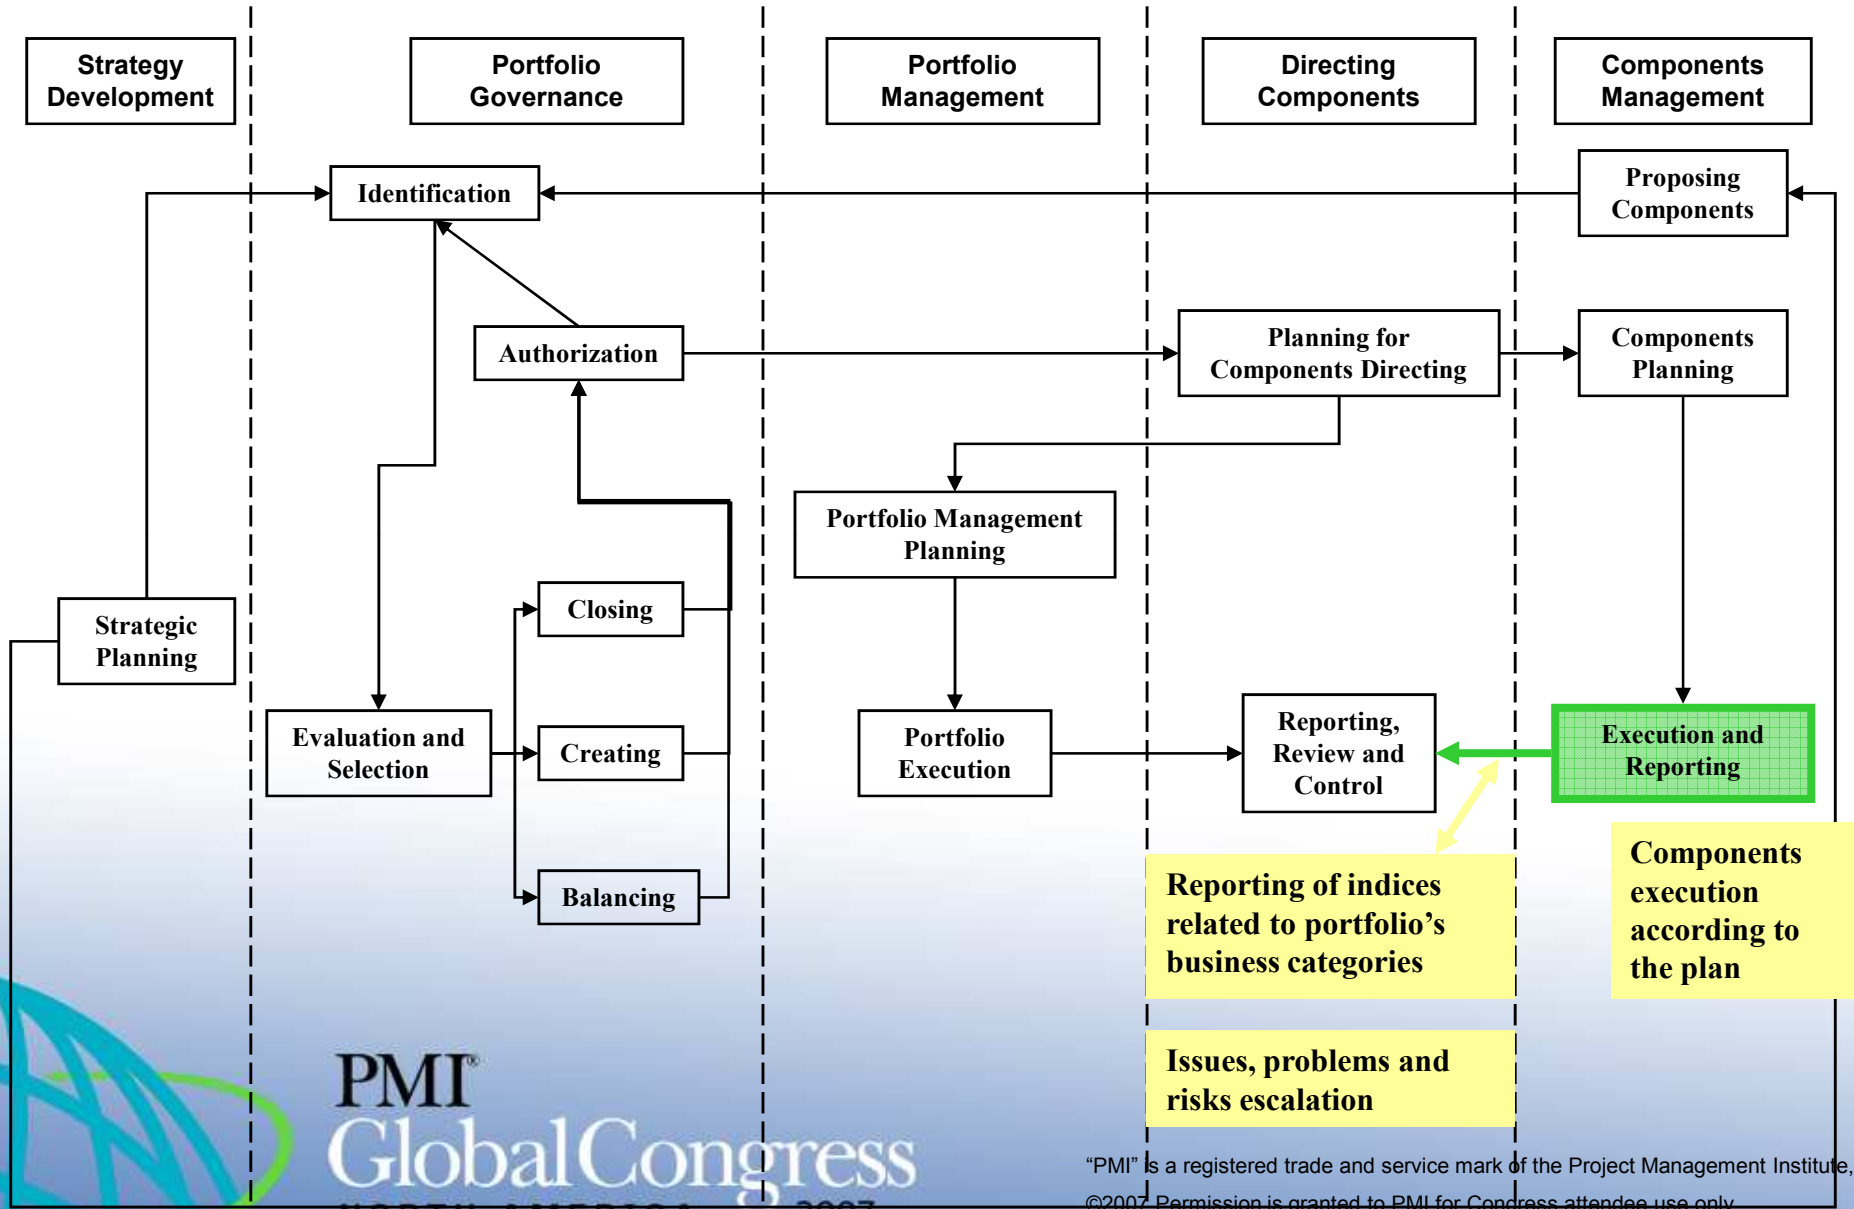 Strategy
Development
Portfolio
Governance
Portfolio
Management
Directing
Components
Components
Management
Identification
Proposing
Components
Authorization
Planning for
Components Directing
Components
Planning
Portfolio Management
Planning
Strategic
Planning
Closing
Evaluation and
Selection
Creating
Balancing
Portfolio
Execution
Reporting,
Review and
Control
Execution and
Reporting
Components
execution
according to
the plan
Reporting of indices
related to portfolio’s
business categories
Issues, problems and
risks escalation
PMI®
GlobalCongress
NORTH AMERICA 2007
“PMI” is a registered trade and service mark of the Project Management Institute,
©2007 Permission is granted to PMI for Congress attendee use only